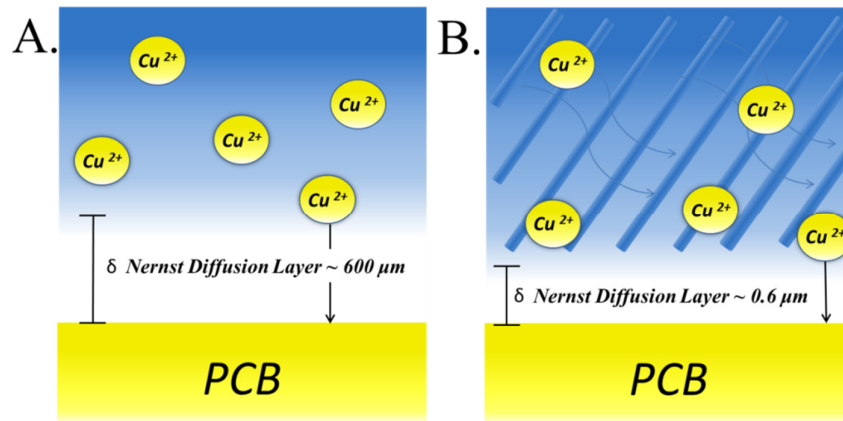 A.
Cu 2+
Cu 2+
Cu 2+
Cu 2+
Cu 2+
δ Nernst Diffusion Layer ~ 600 μm
PCB
B.
Cu 2+
Cu 2+
Cu 2+
Cu 2+
Cu 2+
δ Nernst Diffusion Layer ~ 0.6 μm
PCB